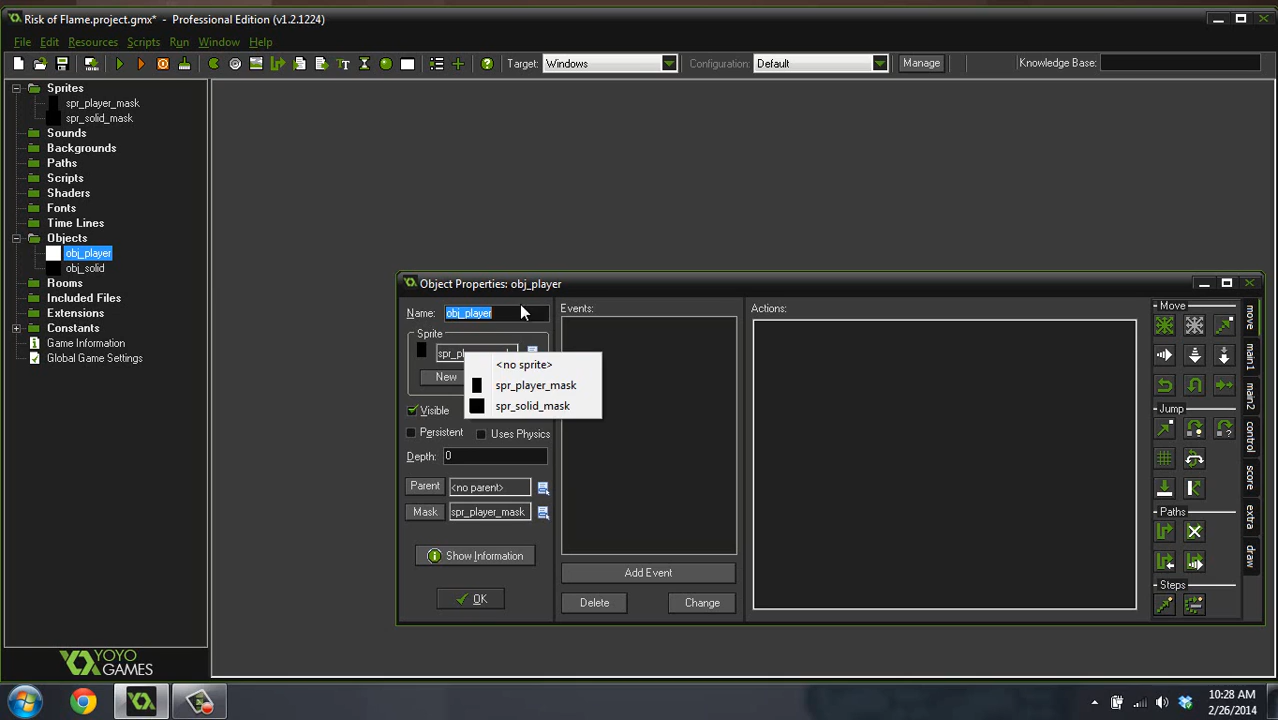 Risk of Flame.project.gmx* - Professional Edition (v1.2.1224)
File Edit Resources Scripts Run Window Help
Target: Windows Configuration: Default Manage Knowledge Base:
Sprites
spr_player_mask
spr_solid_mask
Sounds
Backgrounds
Paths
Scripts
Shaders
Fonts
Time Lines
Objects
obj_player
obj_solid
Rooms
Included Files
Extensions
Constants
Game Information
Global Game Settings
YOYO
GAMES
Object Properties: obj_player
Name: obj_player
Sprite
New
<no sprite>
spr_player_mask
spr_solid_mask
Visible
Persistent Uses Physics
Depth: 0
Parent <no parent>
Mask spr_player_mask
Show Information
OK
Events:
Add Event
Delete Change
Actions:
Move
Jump
Paths
Steps
move
main1
main2
control
score
extra
draw
10:28 AM
2/26/2014